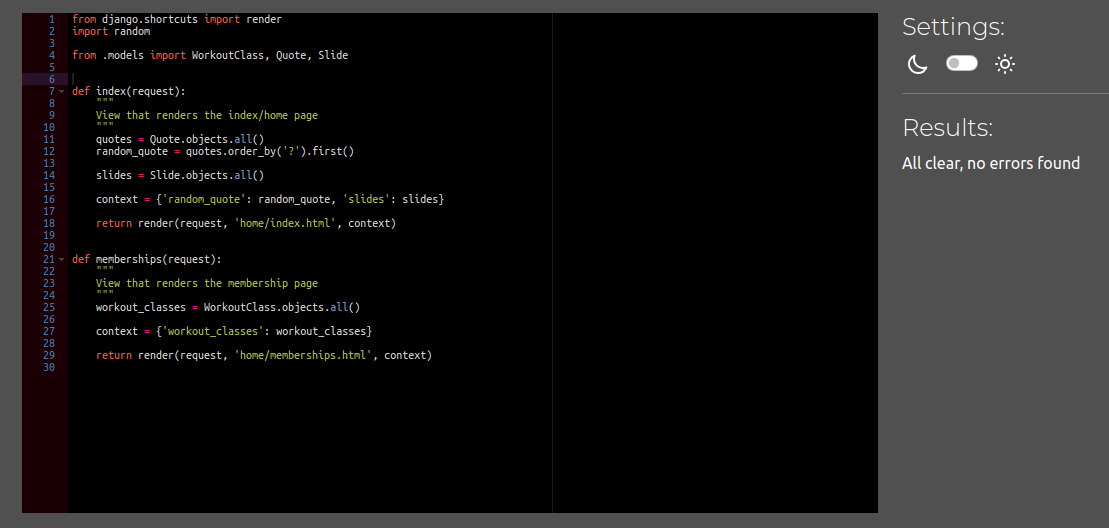 1 from django.shortcuts import render
2 import random
3
4 from .models import WorkoutClass, Quote, Slide
5
6
7 def index(request):
8     """
9     View that renders the index/home page
10     """
11     quotes = Quote.objects.all()
12     random_quote = quotes.order_by('?').first()
13
14     slides = Slide.objects.all()
15
16     context = {'random_quote': random_quote, 'slides': slides}
17
18     return render(request, 'home/index.html', context)
19
20
21 def memberships(request):
22     """
23     View that renders the membership page
24     """
25     workout_classes = WorkoutClass.objects.all()
26
27     context = {'workout_classes': workout_classes}
28
29     return render(request, 'home/memberships.html', context)
30
Settings:
Results:
All clear, no errors found